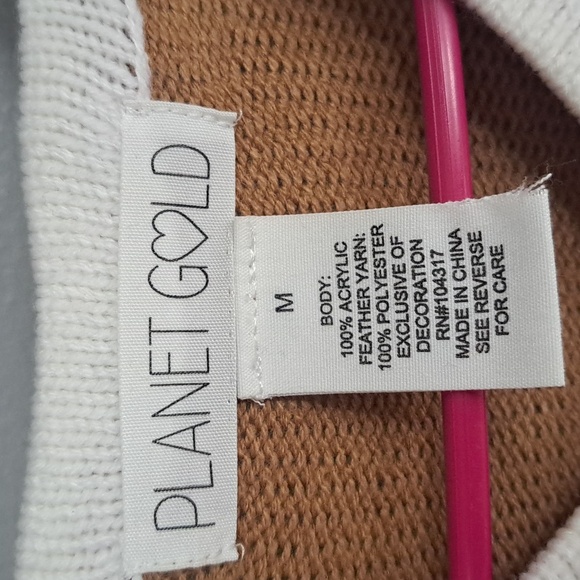 PLANET G♡LD
M
BODY:
100% ACRYLIC
FEATHER YARN:
100% POLYESTER
EXCLUSIVE OF
DECORATION
RN#104317
MADE IN CHINA
SEE REVERSE
FOR CARE